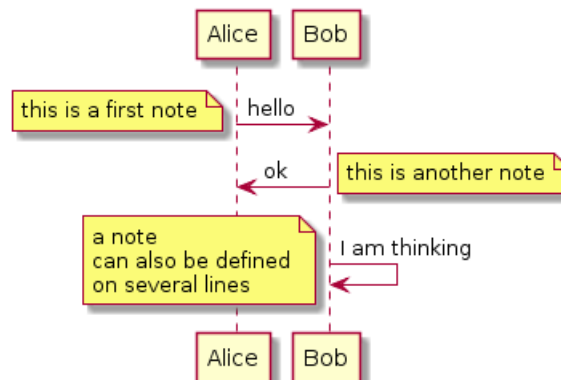 Alice Bob
this is a first note hello
ok this is another note
a note
can also be defined
on several lines
I am thinking
Alice Bob